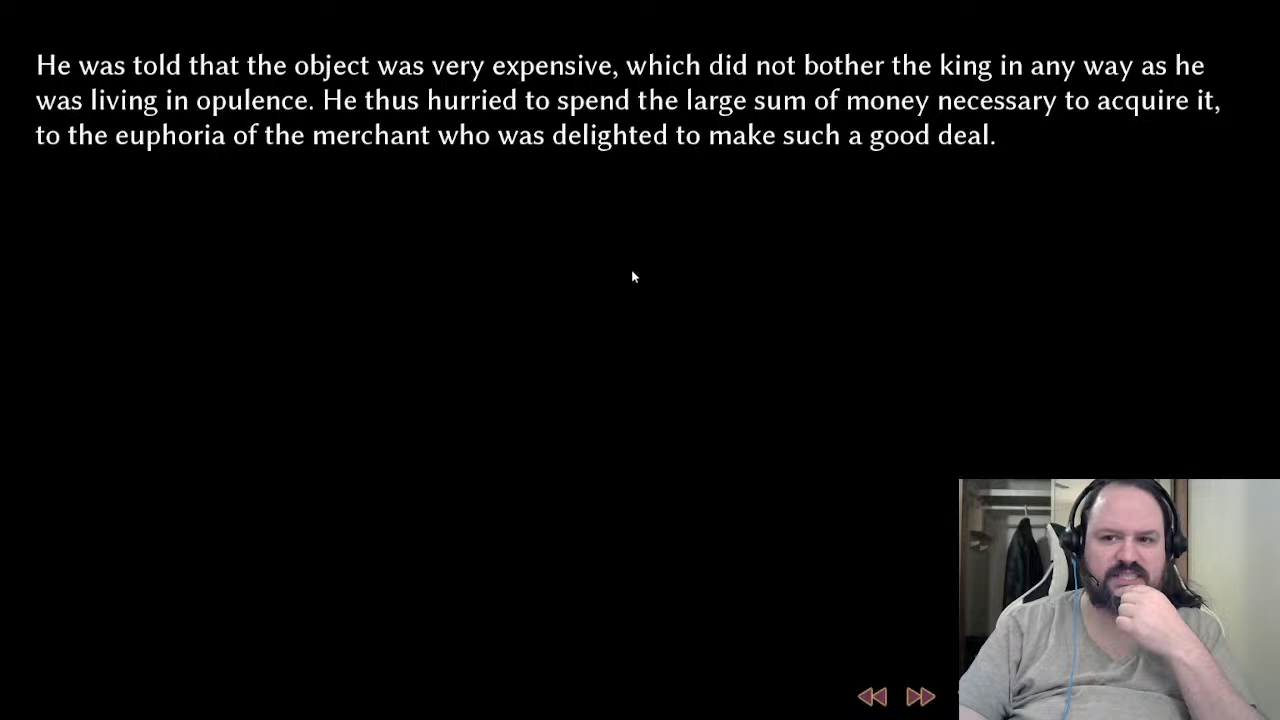 He was told that the object was very expensive, which did not bother the king in any way as he
was living in opulence. He thus hurried to spend the large sum of money necessary to acquire it,
to the euphoria of the merchant who was delighted to make such a good deal.